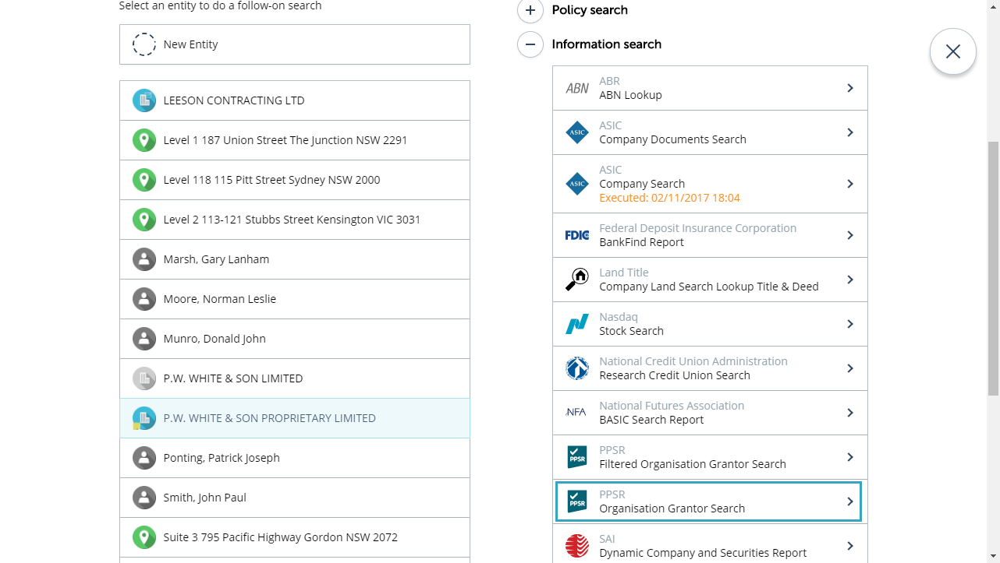 Select an entity to do a follow-on search
New Entity
LEESON CONTRACTING LTD
Level 1 187 Union Street The Junction NSW 2291
Level 118 115 Pitt Street Sydney NSW 2000
Level 2 113-121 Stubbs Street Kensington VIC 3031
Marsh, Gary Lanham
Moore, Norman Leslie
Munro, Donald John
P.W. WHITE & SON LIMITED
P.W. WHITE & SON PROPRIETARY LIMITED
Ponting, Patrick Joseph
Smith, John Paul
Suite 3 795 Pacific Highway Gordon NSW 2072
Policy search
Information search
ABN
ABR
ABN Lookup
ASIC
ASIC
Company Documents Search
ASIC
ASIC
Company Search
Executed: 02/11/2017 18:04
FDIC
Federal Deposit Insurance Corporation
BankFind Report
Land Title
Company Land Search Lookup Title & Deed
Nasdaq
Stock Search
National Credit Union Administration
Research Credit Union Search
NFA
National Futures Association
BASIC Search Report
PPSR
PPSR
Filtered Organisation Grantor Search
PPSR
PPSR
Organisation Grantor Search
SAI
Dynamic Company and Securities Report